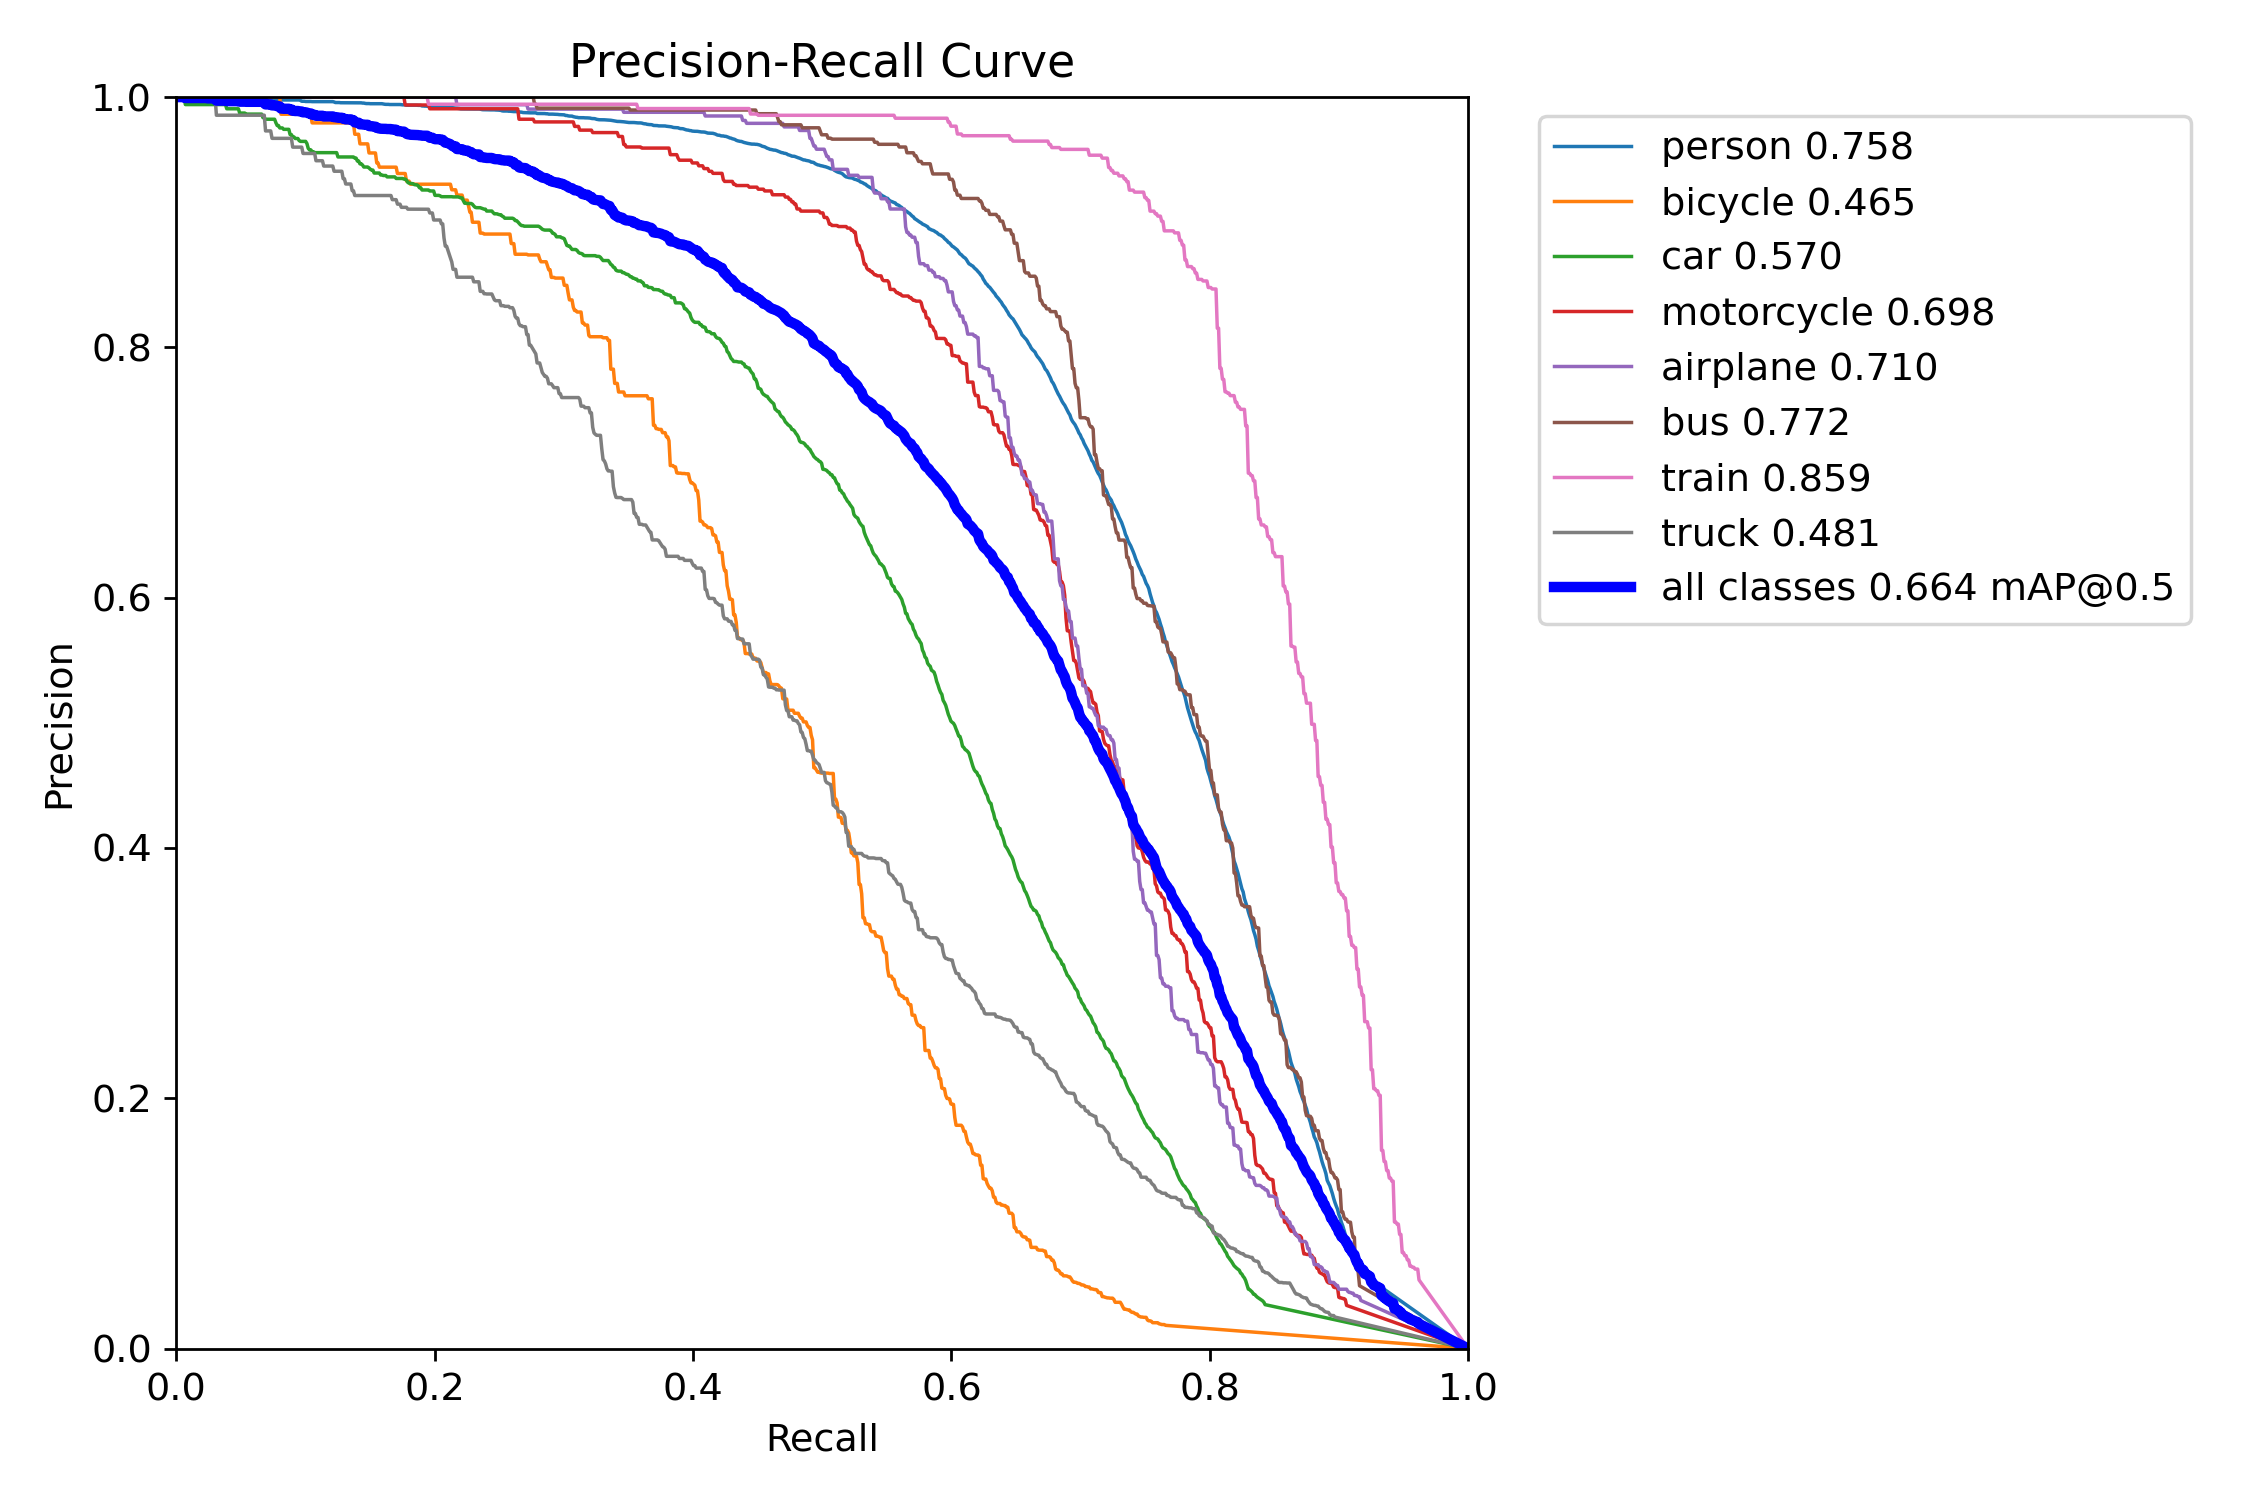 Precision-Recall Curve
1.0
0.8
0.6
0.4
0.2
0.0
Precision
0.0 0.2 0.4 0.6 0.8 1.0
Recall
person 0.758
bicycle 0.465
car 0.570
motorcycle 0.698
airplane 0.710
bus 0.772
train 0.859
truck 0.481
all classes 0.664 mAP@0.5